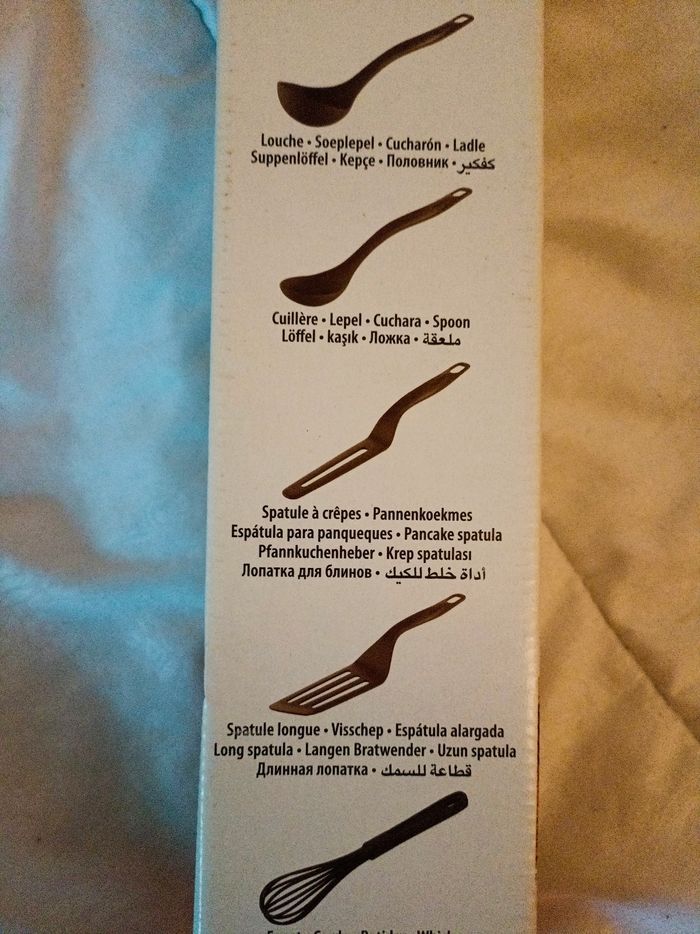 Louche • Soeplepel • Cucharón • Ladle
Suppenlöffel • Kepçe • Половник • كفكير
Cuillère • Lepel • Cuchara • Spoon
Löffel • kaşık • Ложка • ملعقة
Spatule à crêpes • Pannenkoekmes
Espátula para panqueques • Pancake spatula
Pfannkuchenheber • Krep spatulası
Лопатка для блинов • أداة خلط للكيك
Spatule longue • Visschep • Espátula alargada
Long spatula • Langen Bratwender • Uzun spatula
Длинная лопатка • قطاعة للسمك